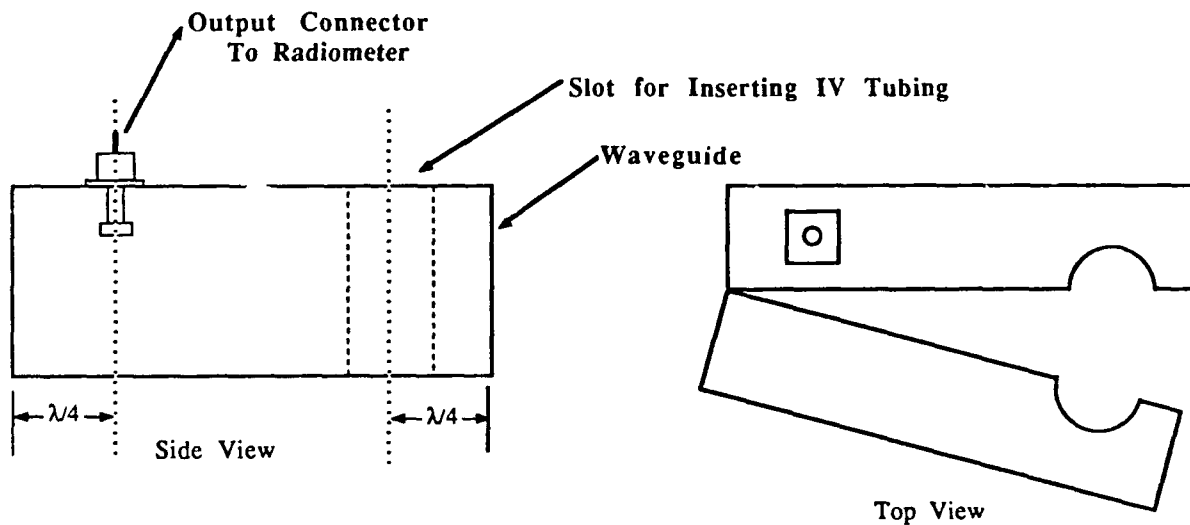 Output Connector
To Radiometer
Slot for Inserting IV Tubing
Waveguide
λ/4
λ/4
Side View
Top View